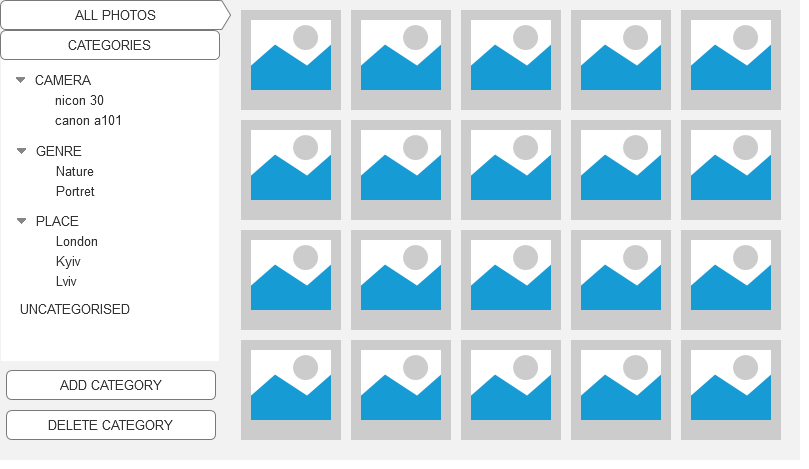 ALL PHOTOS
CATEGORIES
CAMERA
nicon 30
canon a101
GENRE
Nature
Portret
PLACE
London
Kyiv
Lviv
UNCATEGORISED
ADD CATEGORY
DELETE CATEGORY